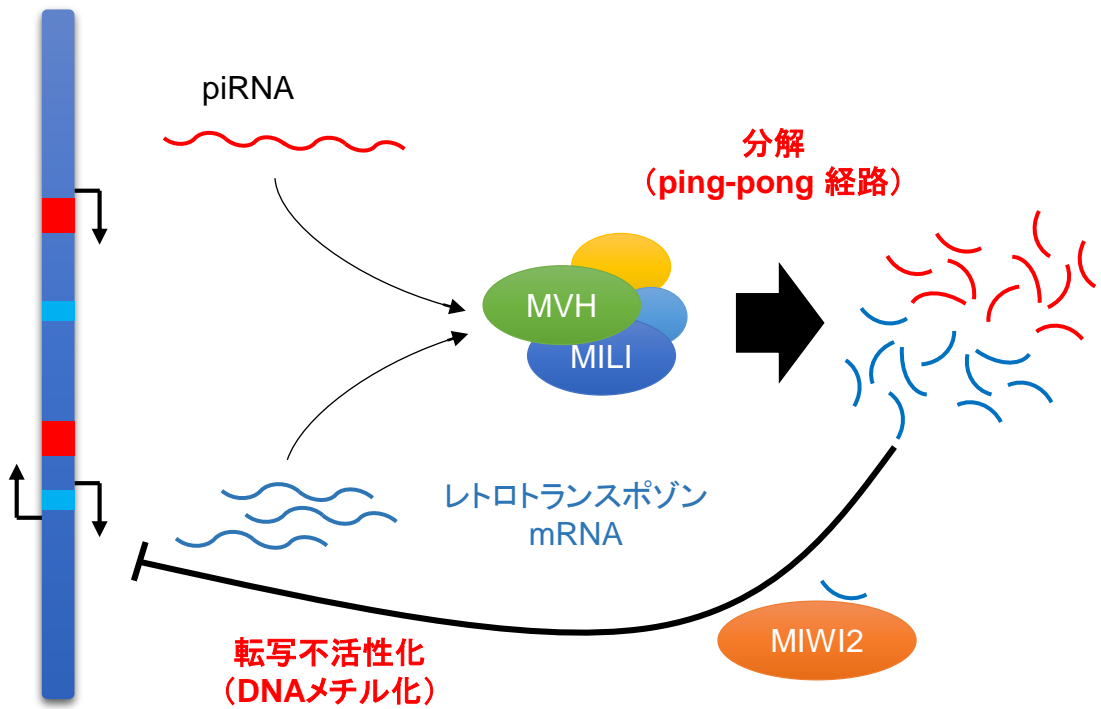 piRNA
分解
（ping-pong 経路）
MVH
MILI
レトロトランスポゾン
mRNA
MIWI2
転写不活性化
（DNAメチル化）